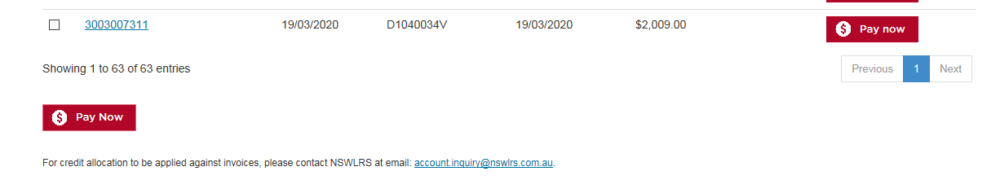 3003007311 19/03/2020 D1040034V 19/03/2020 $2,009.00 $ Pay now
Showing 1 to 63 of 63 entries Previous 1 Next
$ Pay Now
For credit allocation to be applied against invoices, please contact NSWLRS at email: account.inquiry@nswlrs.com.au.